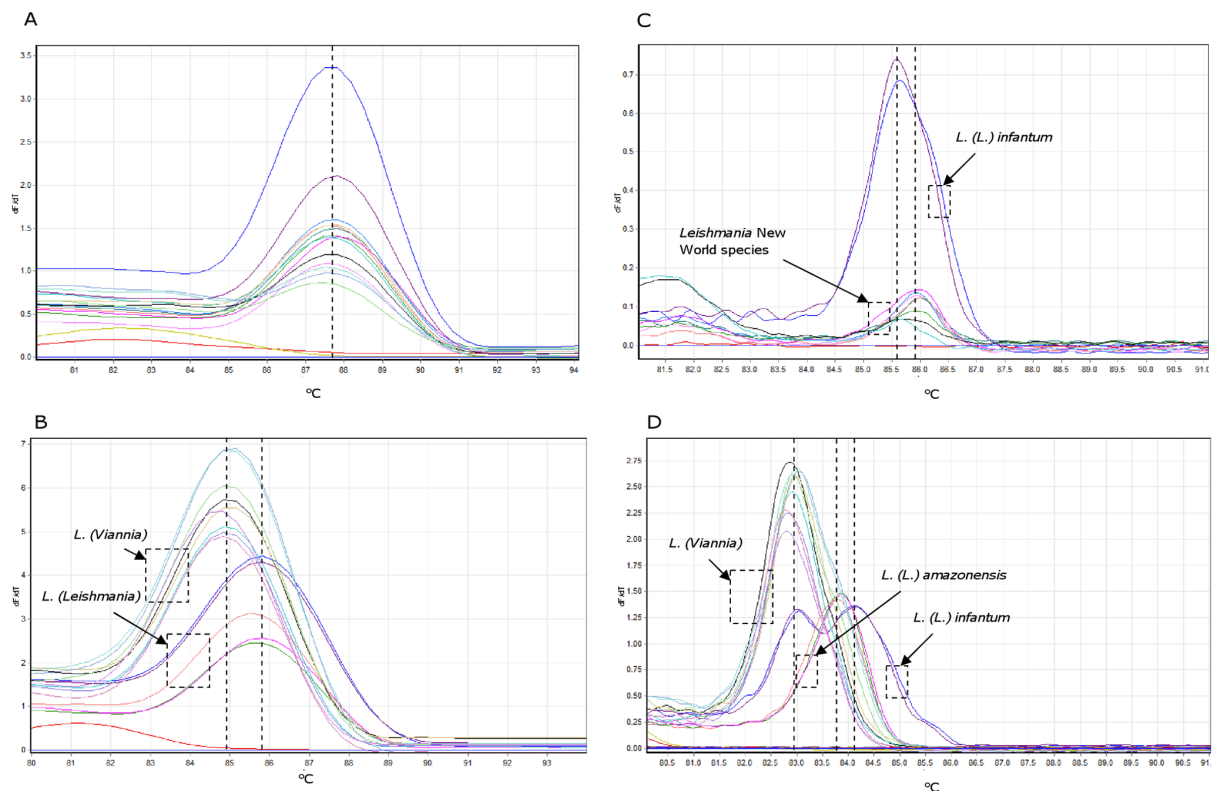 A
3.5
3.0
2.5
2.0
1.5
1.0
0.5
0.0
dF/dT
81 82 83 84 85 86 87 88 89 90 91 92 93 94
ºC
C
0.7
0.6
0.5
0.4
0.3
0.2
0.1
0.0
dF/dT
L. (L.) infantum
Leishmania New
World species
81.5 82.0 82.5 83.0 83.5 84.0 84.5 85.0 85.5 86.0 86.5 87.0 87.5 88.0 88.5 89.0 89.5 90.0 90.5 91.0
ºC
B
7
6
5
4
3
2
1
0
dF/dT
L. (Viannia)
L. (Leishmania)
80 81 82 83 84 85 86 87 88 89 90 91 92 93
ºC
D
2.75
2.50
2.25
2.00
1.75
1.50
1.25
1.00
0.75
0.50
0.25
0.00
dF/dT
L. (Viannia)
L. (L.) amazonensis
L. (L.) infantum
80.5 81.0 81.5 82.0 82.5 83.0 83.5 84.0 84.5 85.0 85.5 86.0 86.5 87.0 87.5 88.0 88.5 89.0 89.5 90.0 90.5 91.
ºC